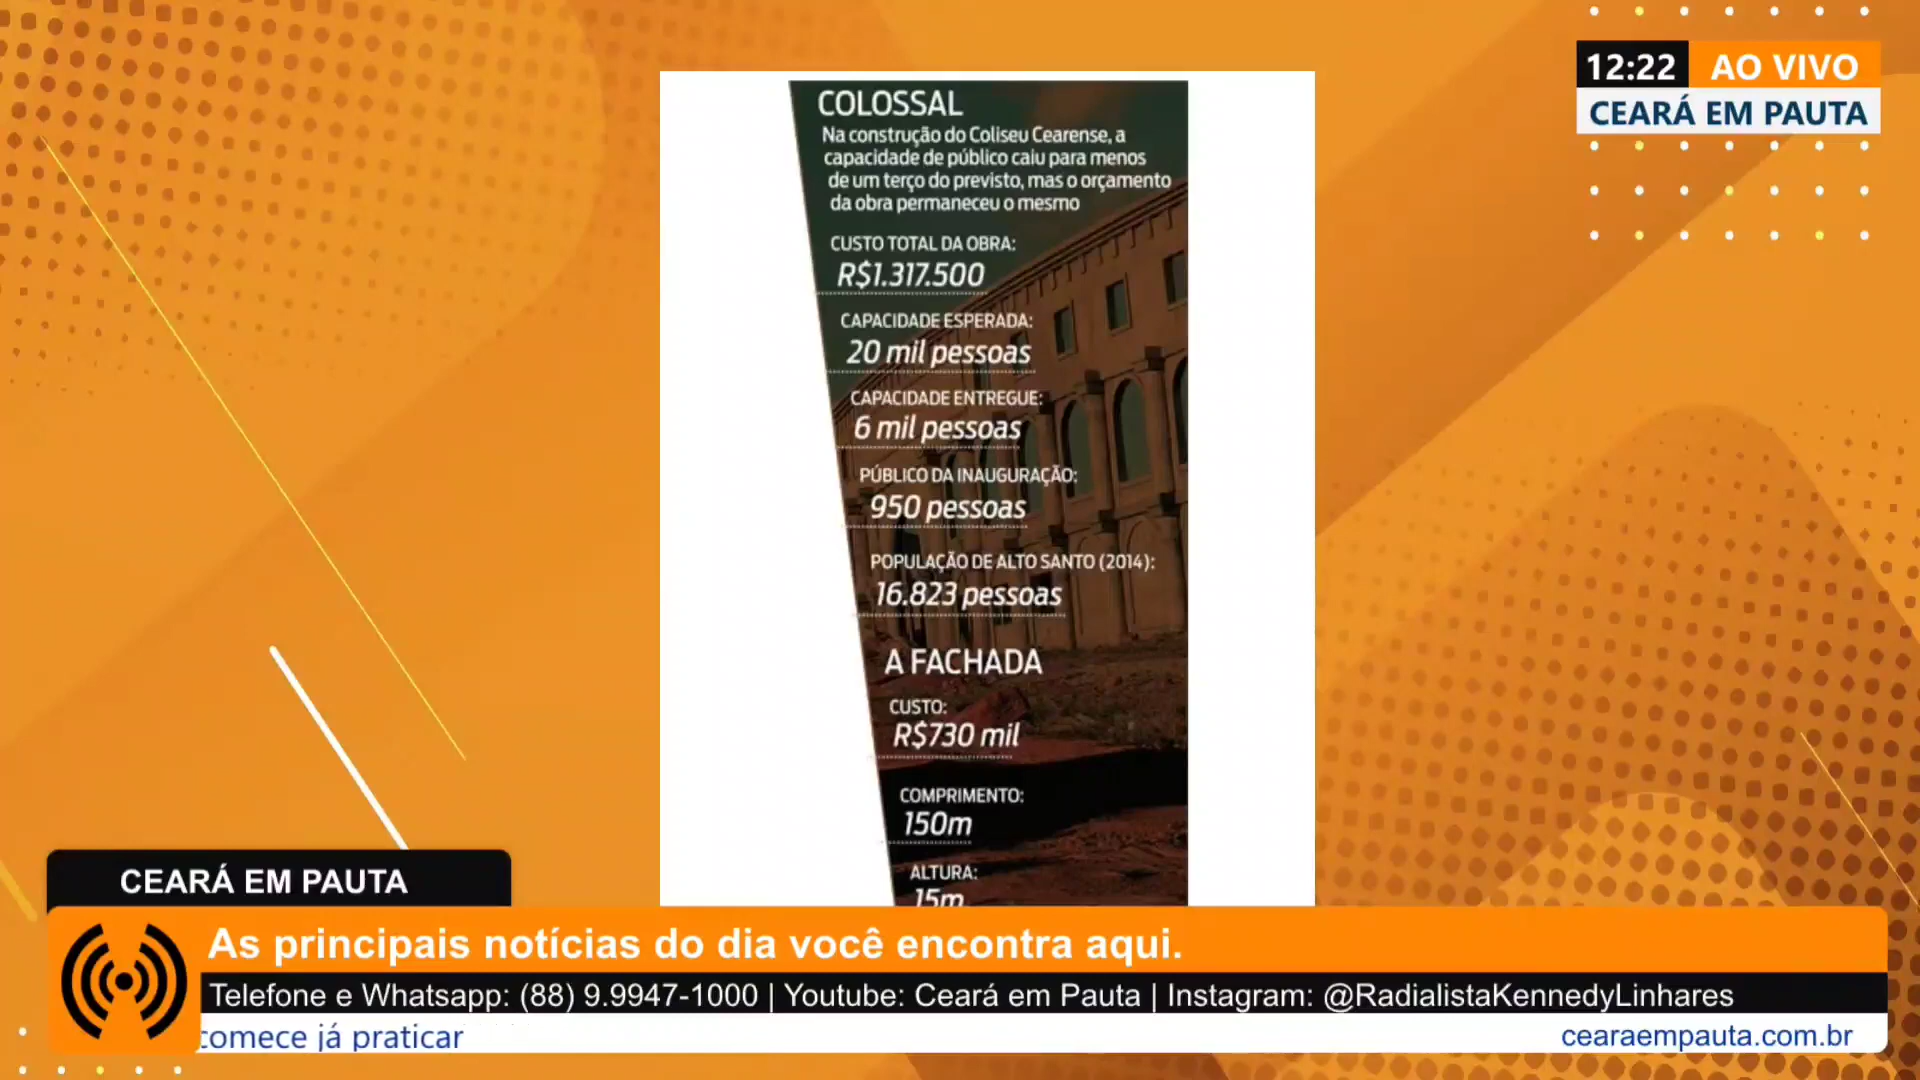 12:22 AO VIVO
CEARÁ EM PAUTA
COLOSSAL
Na construção do Coliseu Cearense, a
capacidade de público caiu para menos
de um terço do previsto, mas o orçamento
da obra permaneceu o mesmo
CUSTO TOTAL DA OBRA:
R$1.317.500
CAPACIDADE ESPERADA:
20 mil pessoas
CAPACIDADE ENTREGUE:
6 mil pessoas
PÚBLICO DA INAUGURAÇÃO:
950 pessoas
POPULAÇÃO DE ALTO SANTO (2014):
16.823 pessoas
A FACHADA
CUSTO:
R$730 mil
COMPRIMENTO:
150m
ALTURA:
15m
CEARÁ EM PAUTA
As principais notícias do dia você encontra aqui.
Telefone e Whatsapp: (88) 9.9947-1000 | Youtube: Ceará em Pauta | Instagram: @RadialistaKennedyLinhares
comece já praticar
cearaempauta.com.br